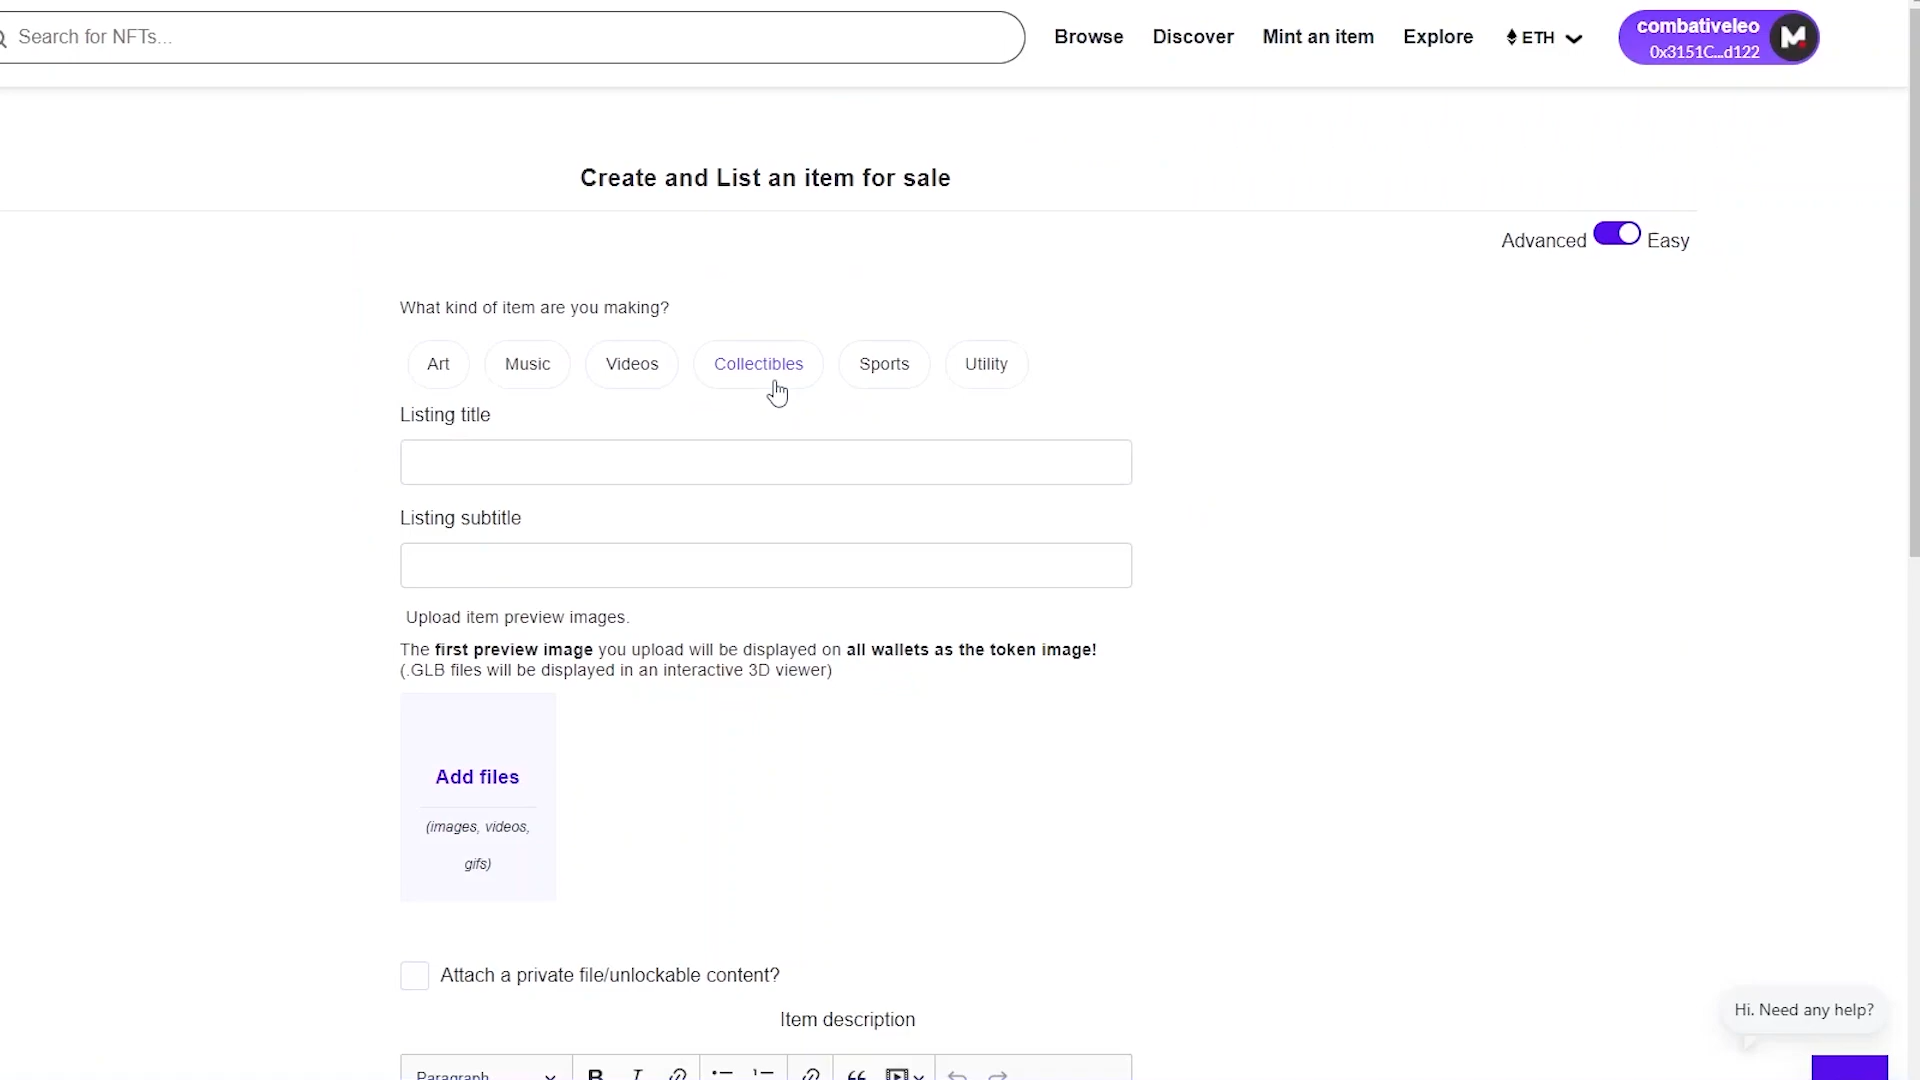 Search for NFTs...
Browse
Discover
Mint an item
Explore
ETH
combativeleo
0x3151C...d122
Create and List an item for sale
Advanced
Easy
What kind of item are you making?
Art
Music
Videos
Collectibles
Sports
Utility
Listing title
Listing subtitle
Upload item preview images.
The first preview image you upload will be displayed on all wallets as the token image!
(.GLB files will be displayed in an interactive 3D viewer)
Add files
(images, videos,
gifs)
Attach a private file/unlockable content?
Item description
Hi. Need any help?
Paragraph